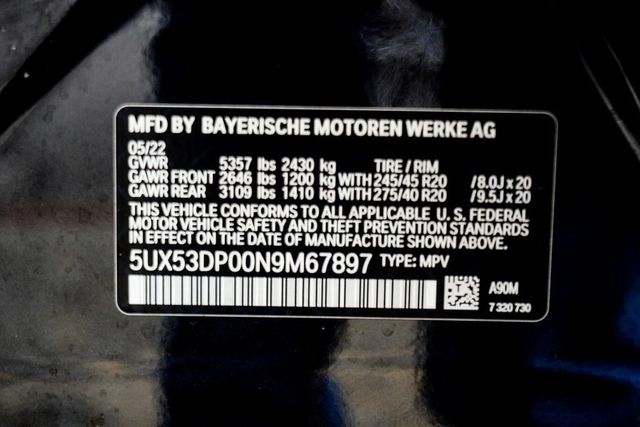 MFD BY BAYERISCHE MOTOREN WERKE AG
05/22
GVWR 5357 lbs 2430 kg TIRE / RIM
GAWR FRONT 2646 lbs 1200 kg WITH 245/45 R20 /8.0J x 20
GAWR REAR 3109 lbs 1410 kg WITH 275/40 R20 /9.5J x 20
THIS VEHICLE CONFORMS TO ALL APPLICABLE U. S. FEDERAL
MOTOR VEHICLE SAFETY AND THEFT PREVENTION STANDARDS
IN EFFECT ON THE DATE OF MANUFACTURE SHOWN ABOVE.
5UX53DP00N9M67897 TYPE: MPV
A90M
7 320 730